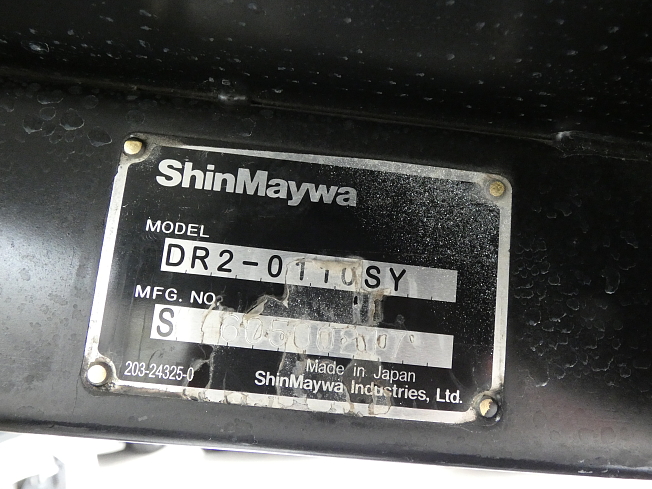 ShinMaywa
MODEL
DR2-0110SY
MFG. NO.
S
203-24325-0
Made in Japan
ShinMaywa Industries, Ltd.